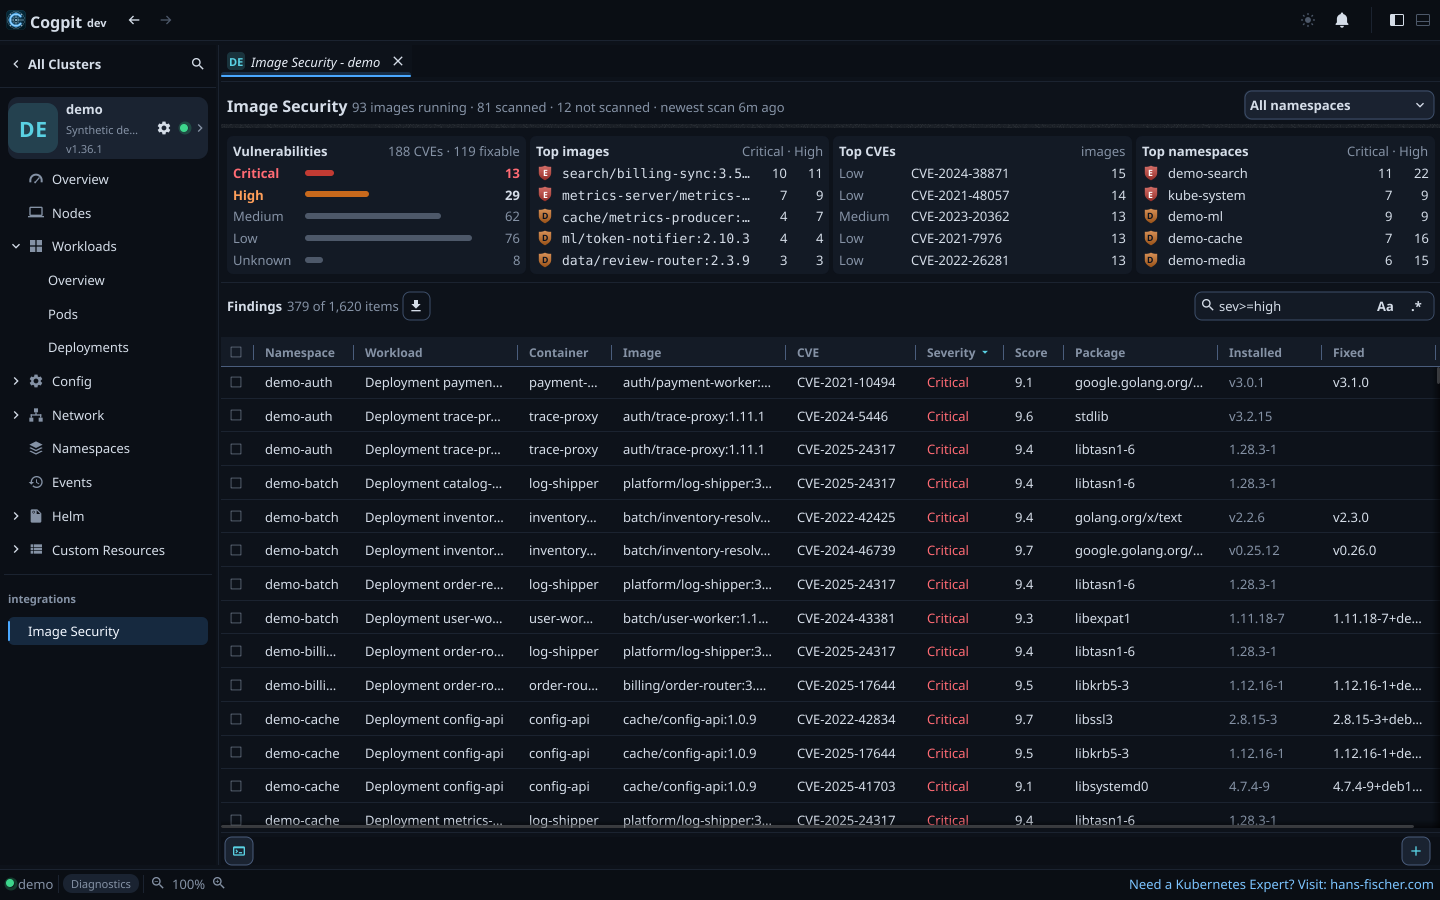 Cogpit dev
All Clusters
DE Image Security - demo
DE
demo
Synthetic de...
v1.36.1
Overview
Nodes
Workloads
Overview
Pods
Deployments
Config
Network
Namespaces
Events
Helm
Custom Resources
integrations
Image Security
Image Security 93 images running · 81 scanned · 12 not scanned · newest scan 6m ago
All namespaces
Vulnerabilities 188 CVEs · 119 fixable
Critical 13
High 29
Medium 62
Low 76
Unknown 8
Top images Critical · High
E search/billing-sync:3.5… 10 11
E metrics-server/metrics-… 7 9
D cache/metrics-producer:… 4 7
D ml/token-notifier:2.10.3 4 4
D data/review-router:2.3.9 3 3
Top CVEs images
Low CVE-2024-38871 15
Low CVE-2021-48057 14
Medium CVE-2023-20362 13
Low CVE-2021-7976 13
Low CVE-2022-26281 13
Top namespaces Critical · High
E demo-search 11 22
E kube-system 7 9
D demo-ml 9 9
D demo-cache 7 16
D demo-media 6 15
Findings 379 of 1,620 items
sev>=high Aa .*
Namespace Workload Container Image CVE Severity Score Package Installed Fixed
demo-auth Deployment paymen... payment-... auth/payment-worker:... CVE-2021-10494 Critical 9.1 google.golang.org/... v3.0.1 v3.1.0
demo-auth Deployment trace-pr... trace-proxy auth/trace-proxy:1.11.1 CVE-2024-5446 Critical 9.6 stdlib v3.2.15
demo-auth Deployment trace-pr... trace-proxy auth/trace-proxy:1.11.1 CVE-2025-24317 Critical 9.4 libtasn1-6 1.28.3-1
demo-batch Deployment catalog-... log-shipper platform/log-shipper:3... CVE-2025-24317 Critical 9.4 libtasn1-6 1.28.3-1
demo-batch Deployment inventor... inventory... batch/inventory-resolv... CVE-2022-42425 Critical 9.4 golang.org/x/text v2.2.6 v2.3.0
demo-batch Deployment inventor... inventory... batch/inventory-resolv... CVE-2024-46739 Critical 9.7 google.golang.org/... v0.25.12 v0.26.0
demo-batch Deployment order-re... log-shipper platform/log-shipper:3... CVE-2025-24317 Critical 9.4 libtasn1-6 1.28.3-1
demo-batch Deployment user-wo... user-wor... batch/user-worker:1.1... CVE-2024-43381 Critical 9.3 libexpat1 1.11.18-7 1.11.18-7+de...
demo-billi... Deployment order-ro... log-shipper platform/log-shipper:3... CVE-2025-24317 Critical 9.4 libtasn1-6 1.28.3-1
demo-billi... Deployment order-ro... order-rou... billing/order-router:3.... CVE-2025-17644 Critical 9.5 libkrb5-3 1.12.16-1 1.12.16-1+de...
demo-cache Deployment config-api config-api cache/config-api:1.0.9 CVE-2022-42834 Critical 9.7 libssl3 2.8.15-3 2.8.15-3+deb...
demo-cache Deployment config-api config-api cache/config-api:1.0.9 CVE-2025-17644 Critical 9.5 libkrb5-3 1.12.16-1 1.12.16-1+de...
demo-cache Deployment config-api config-api cache/config-api:1.0.9 CVE-2025-41703 Critical 9.1 libsystemd0 4.7.4-9 4.7.4-9+deb1...
demo-cache Deployment metrics-... log-shipper platform/log-shipper:3... CVE-2025-24317 Critical 9.4 libtasn1-6 1.28.3-1
demo Diagnostics 100% Need a Kubernetes Expert? Visit: hans-fischer.com